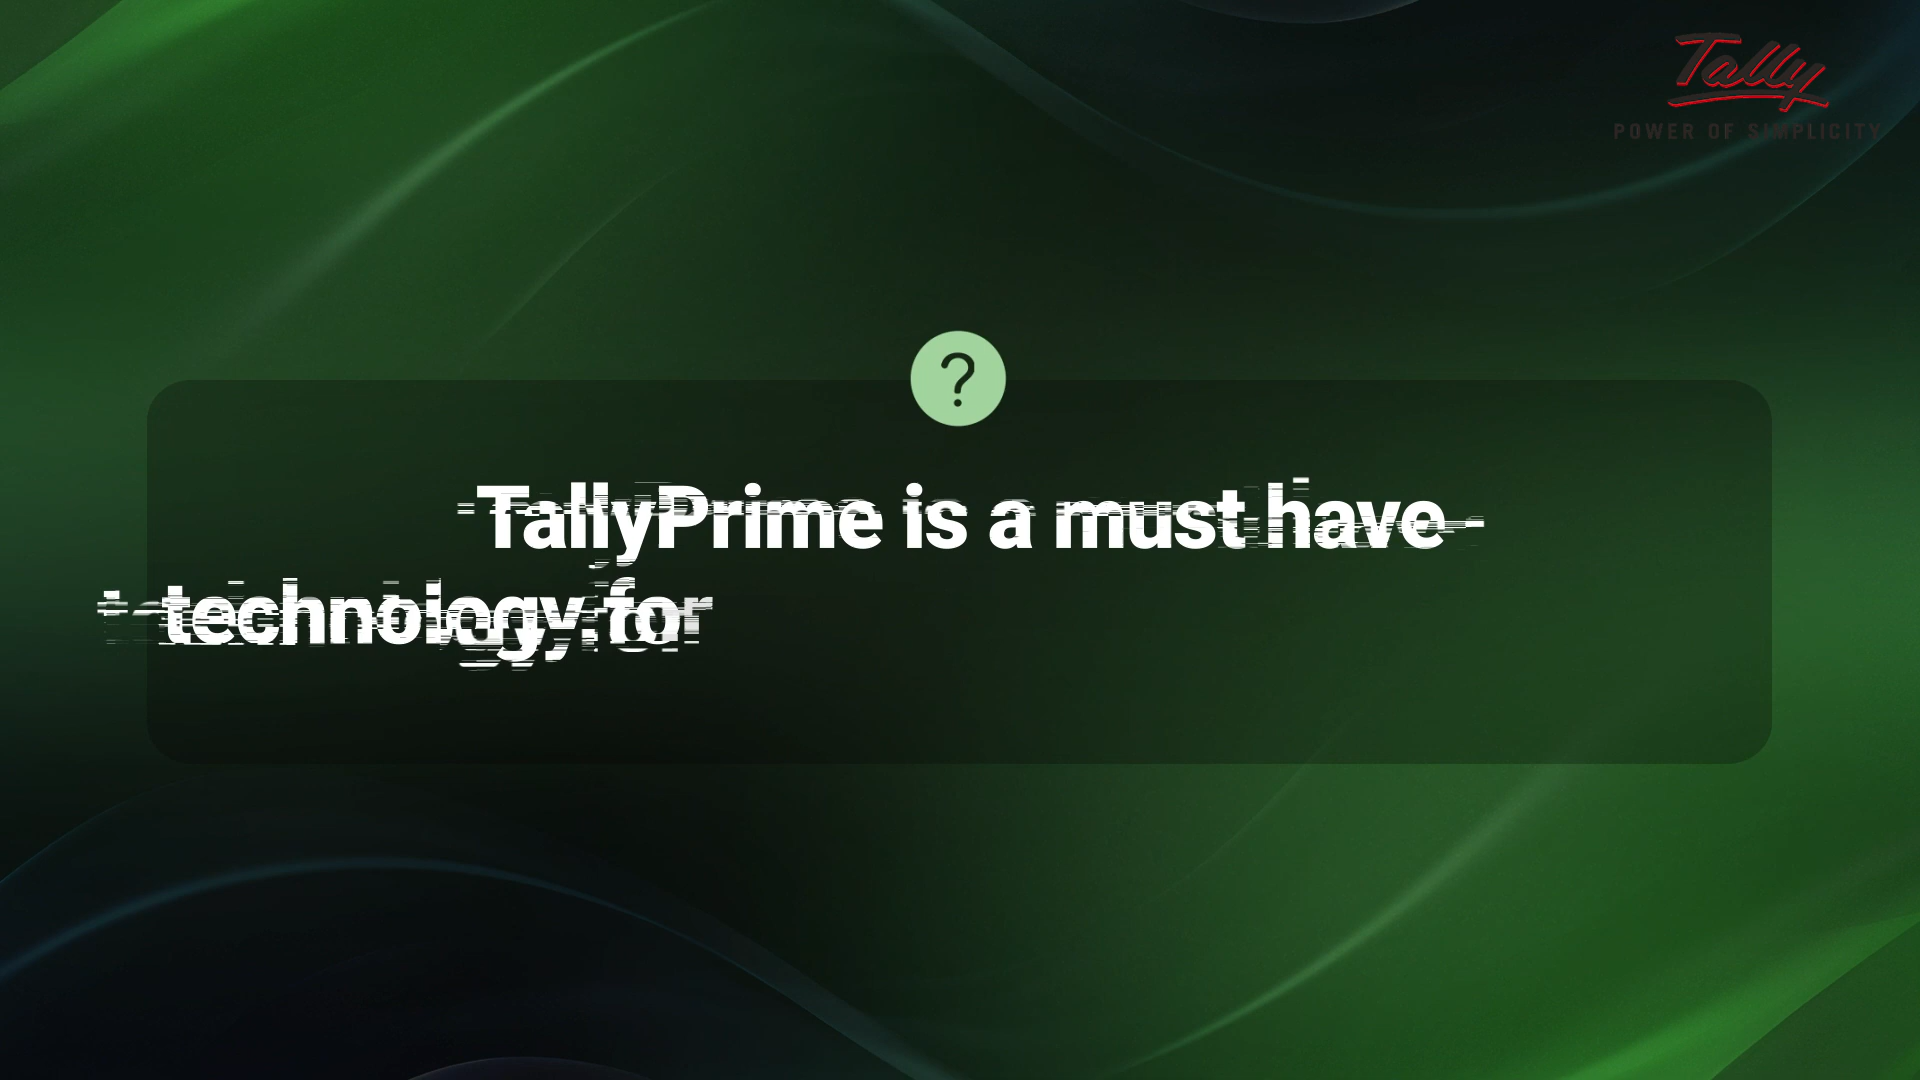 Tally
POWER OF SIMPLICITY
?
TallyPrime is a must have
technology for